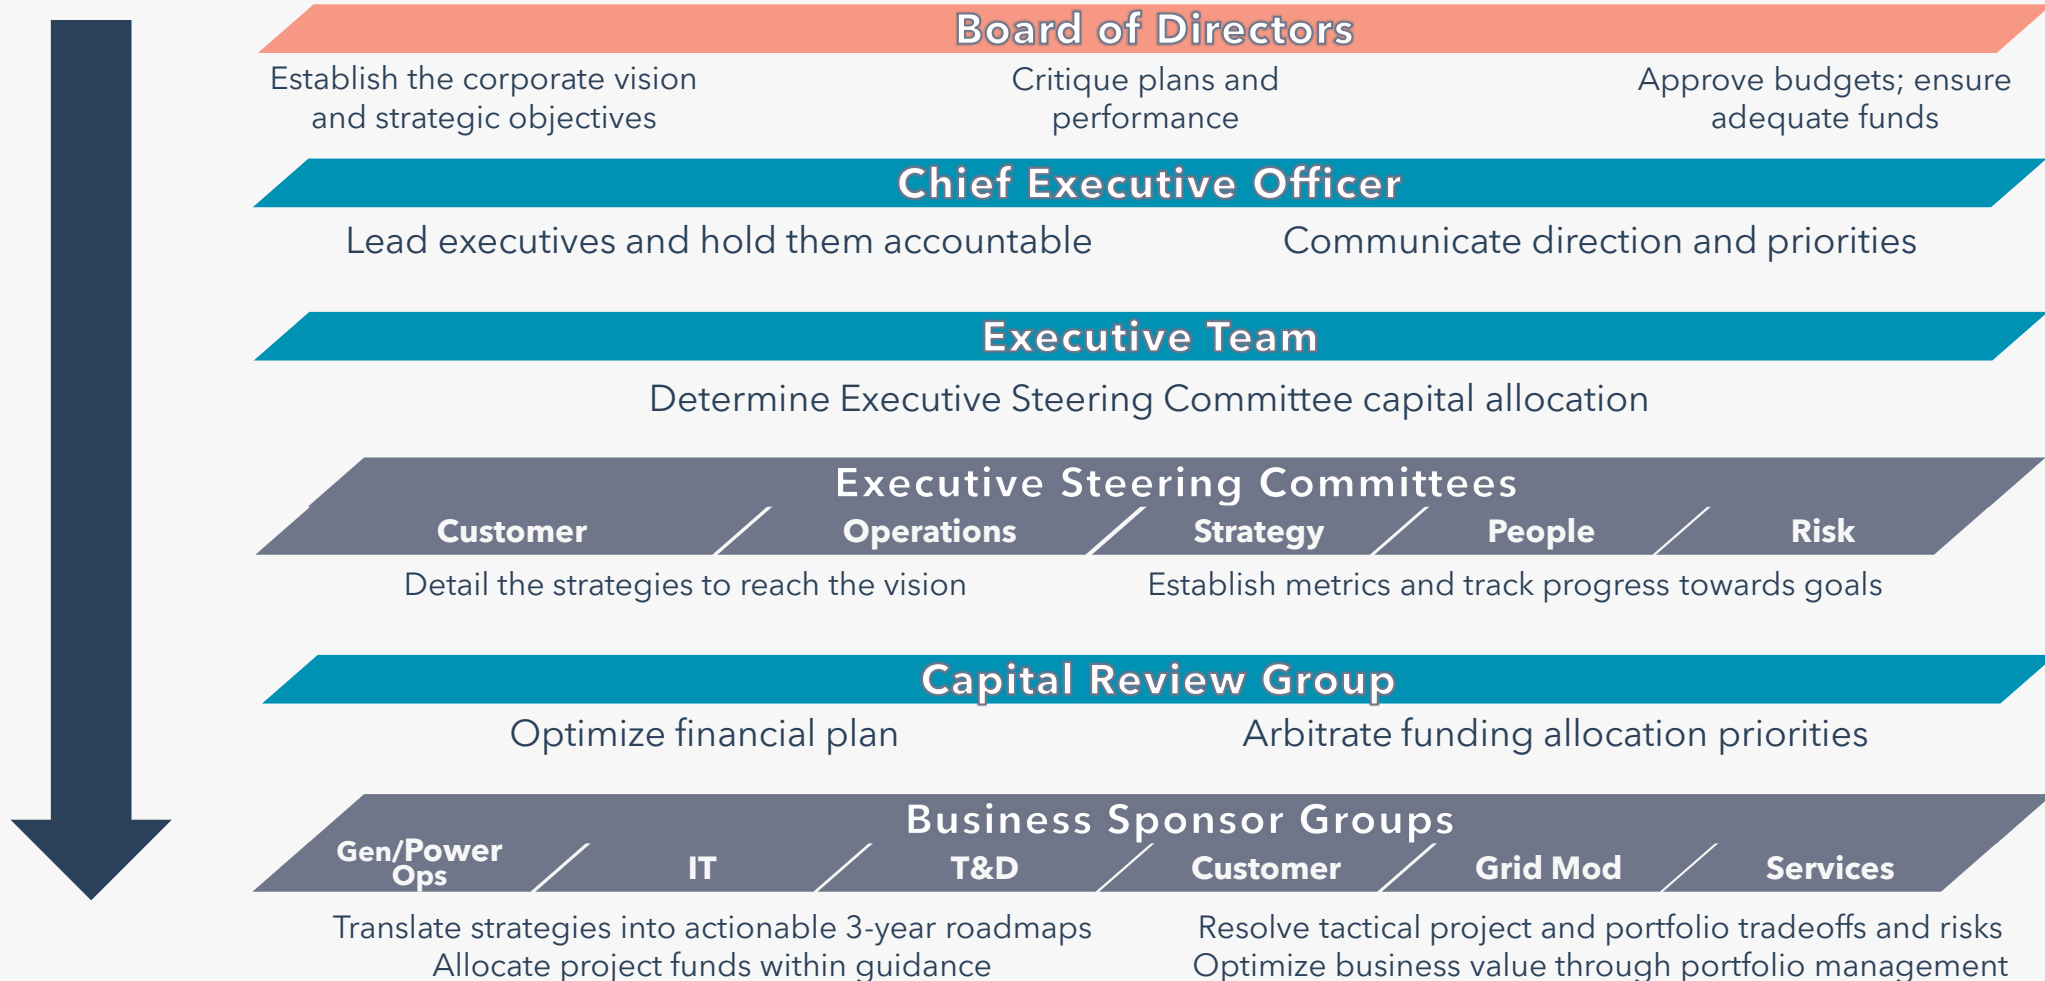 Board of Directors
Establish the corporate vision
and strategic objectives
Critique plans and
performance
Approve budgets; ensure
adequate funds
Chief Executive Officer
Lead executives and hold them accountable
Communicate direction and priorities
Executive Team
Determine Executive Steering Committee capital allocation
Executive Steering Committees
Customer
Operations
Strategy
People
Risk
Detail the strategies to reach the vision
Establish metrics and track progress towards goals
Capital Review Group
Optimize financial plan
Arbitrate funding allocation priorities
Business Sponsor Groups
Gen/Power
Ops
IT
T&D
Customer
Grid Mod
Services
Translate strategies into actionable 3-year roadmaps
Allocate project funds within guidance
Resolve tactical project and portfolio tradeoffs and risks
Optimize business value through portfolio management